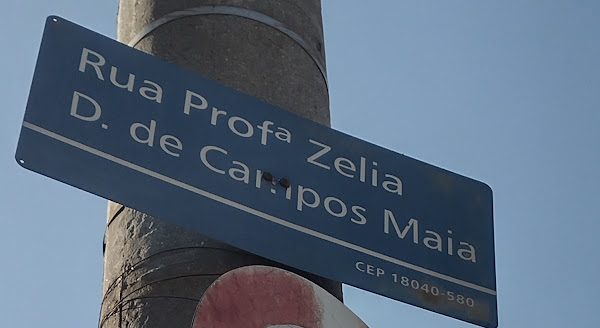 Rua Profª Zelia
D. de Campos Maia
CEP 18040-580